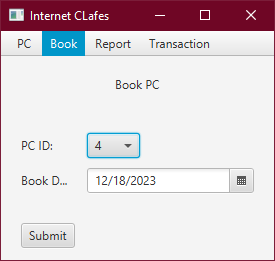 Internet CLafes
PC Book Report Transaction
Book PC
PC ID: 4
Book D... 12/18/2023
Submit